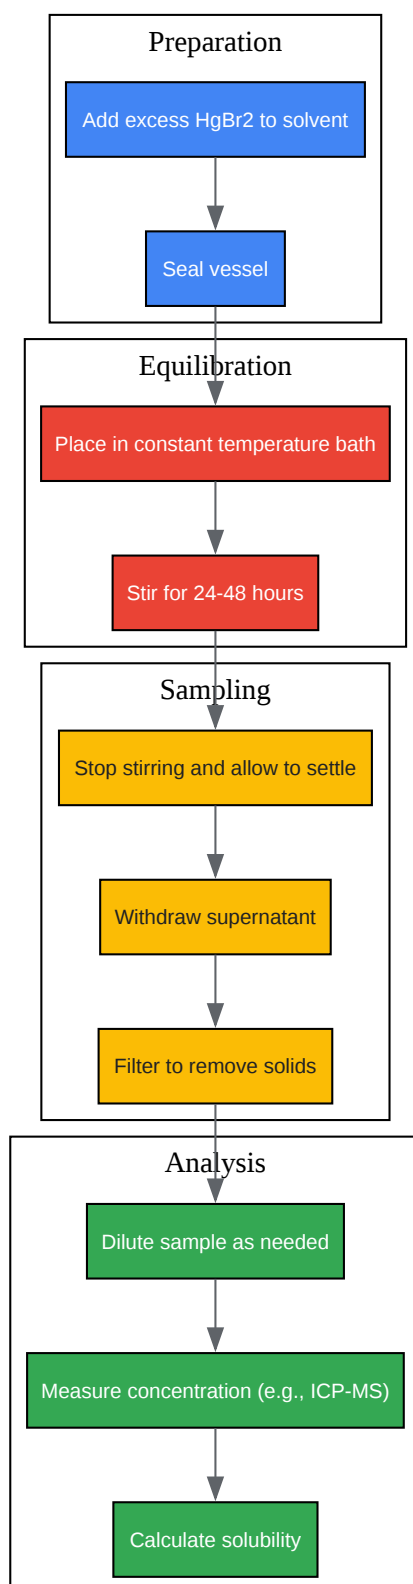 Preparation
Add excess HgBr2 to solvent
Seal vessel
Equilibration
Place in constant temperature bath
Stir for 24-48 hours
Sampling
Stop stirring and allow to settle
Withdraw supernatant
Filter to remove solids
Analysis
Dilute sample as needed
Measure concentration (e.g., ICP-MS)
Calculate solubility